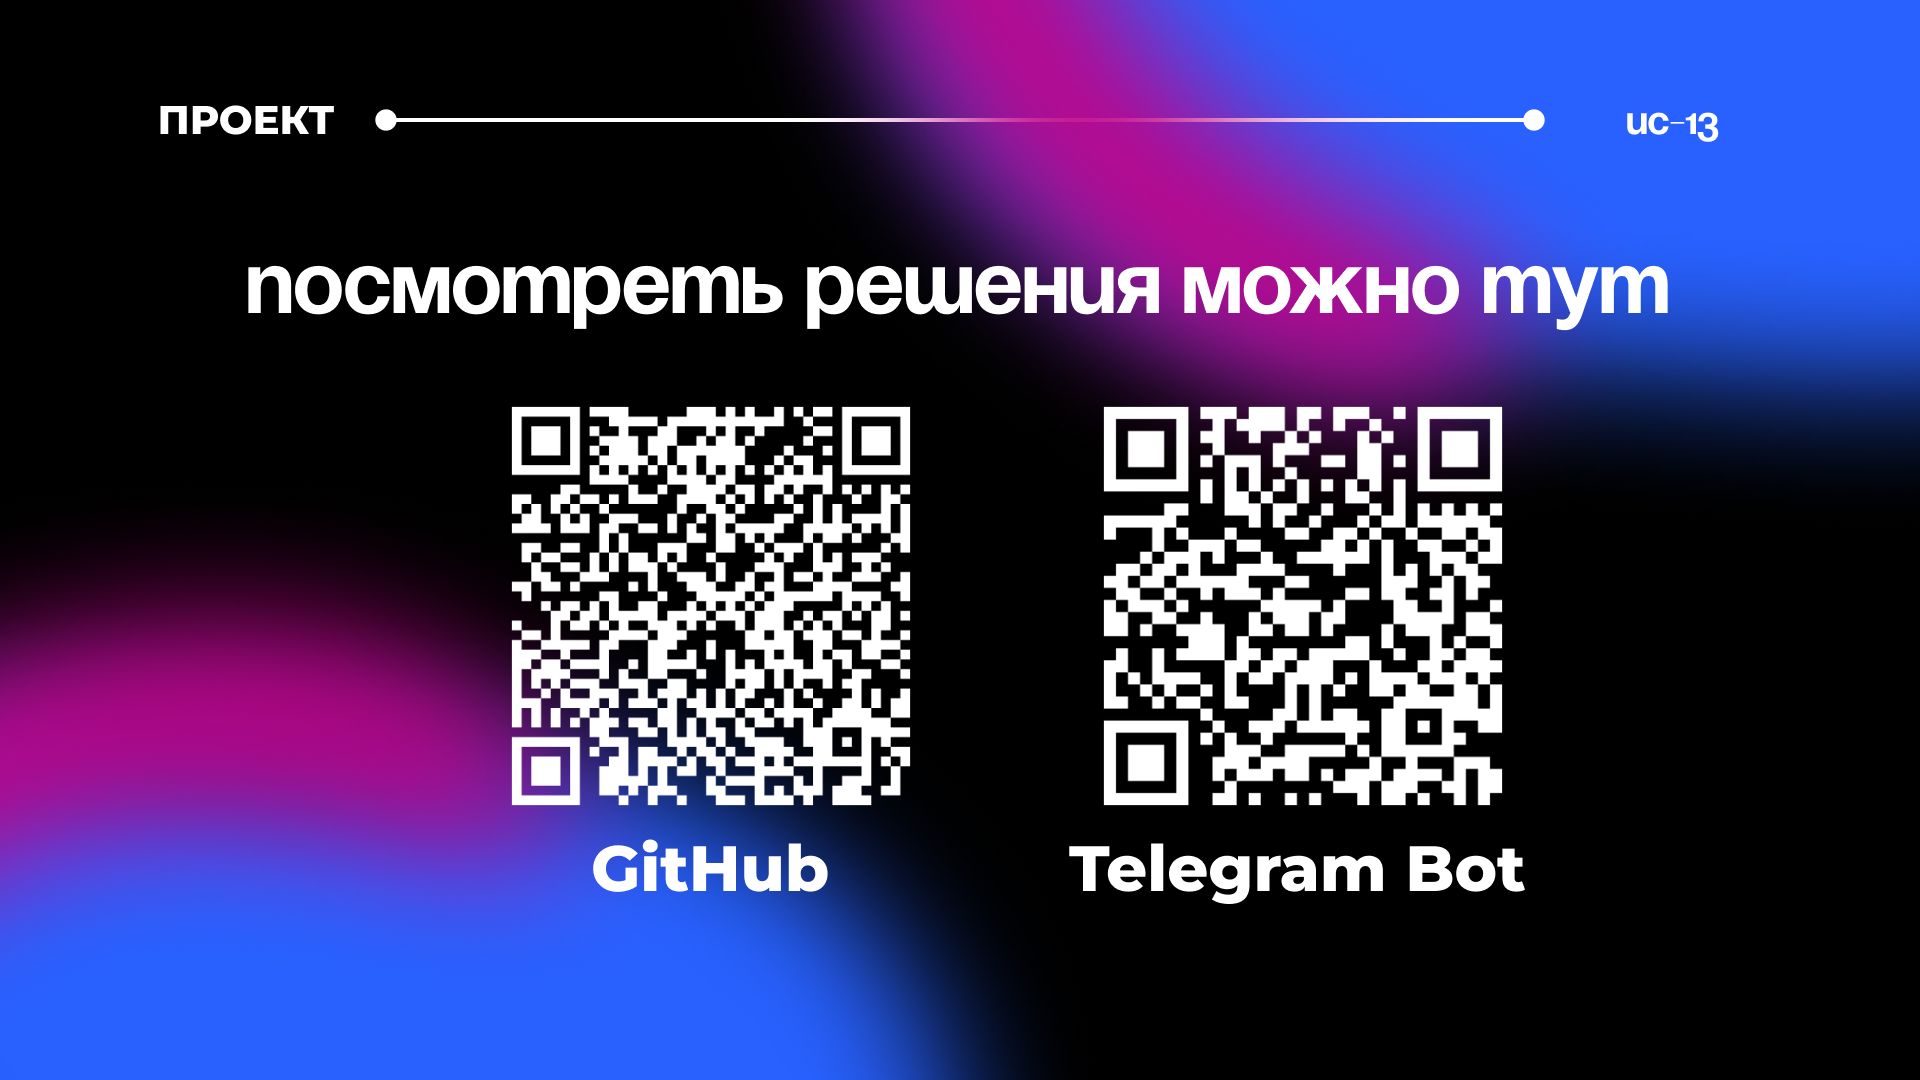 ПРОЕКТ
ис-13
посмотреть решения можно тут
GitHub
Telegram Bot